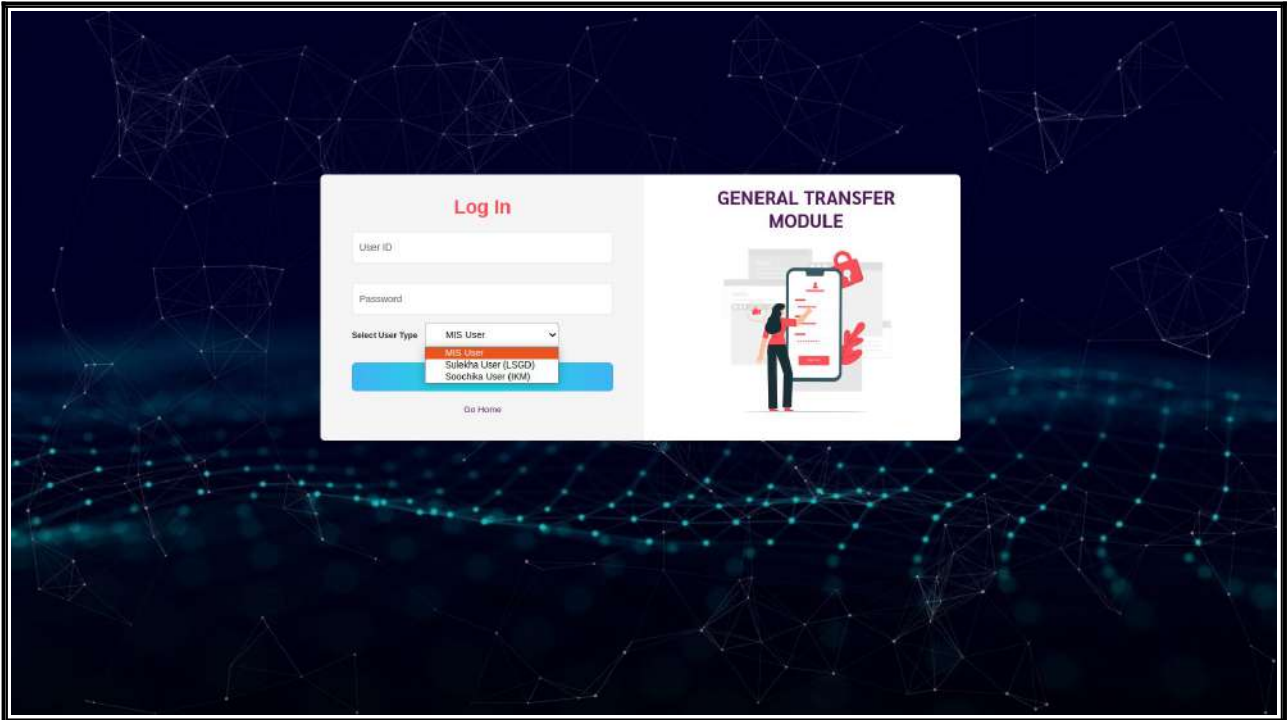 Log In
User ID
Password
Select User Type
MIS User
MIS User
Sulekha User (LSGD)
Soochika User (IKM)
Go Home
GENERAL TRANSFER
MODULE